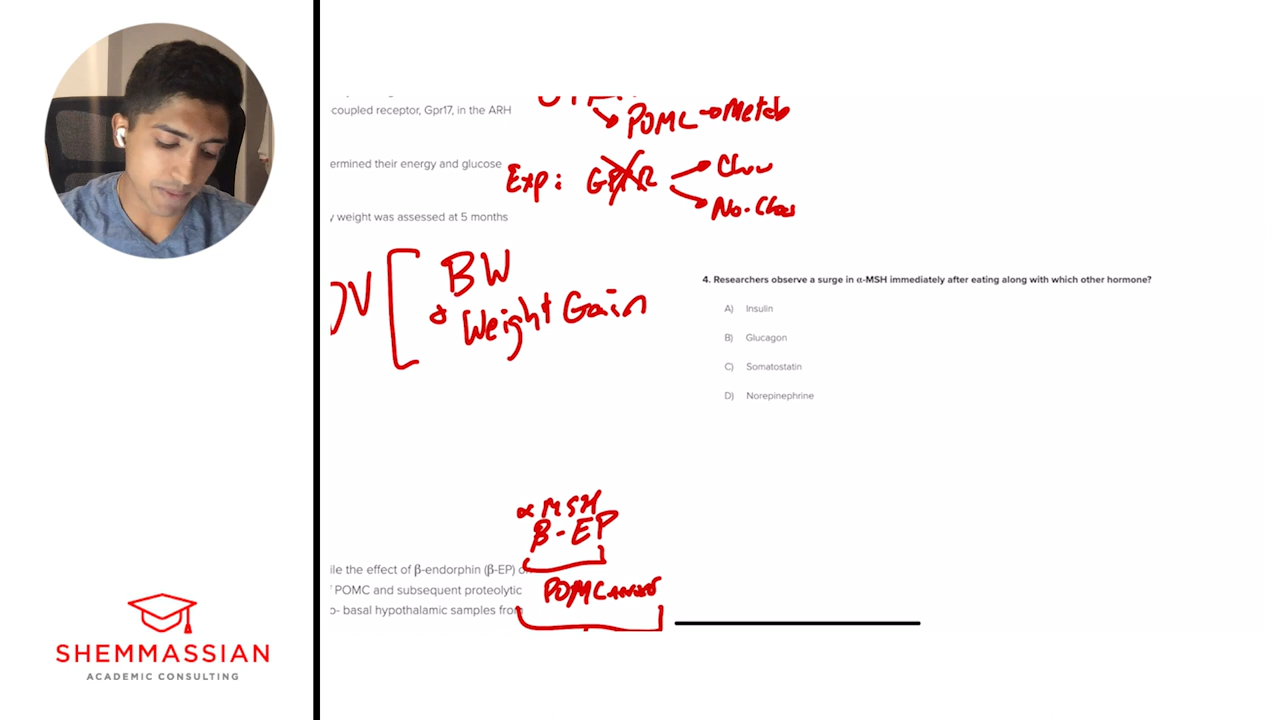 coupled receptor, Gpr17, in the ARH
POMC → Metab
ermined their energy and glucose
Exp: GPR
Chow
No-Chow
weight was assessed at 5 months
BW
Weight Gain
4. Researchers observe a surge in α-MSH immediately after eating along with which other hormone?
A) Insulin
B) Glucagon
C) Somatostatin
D) Norepinephrine
α MSH
β-EP
ile the effect of β-endorphin (β-EP) o
POMC
POMC and subsequent proteolytic
o- basal hypothalamic samples from
SHEMMASSIAN
ACADEMIC CONSULTING